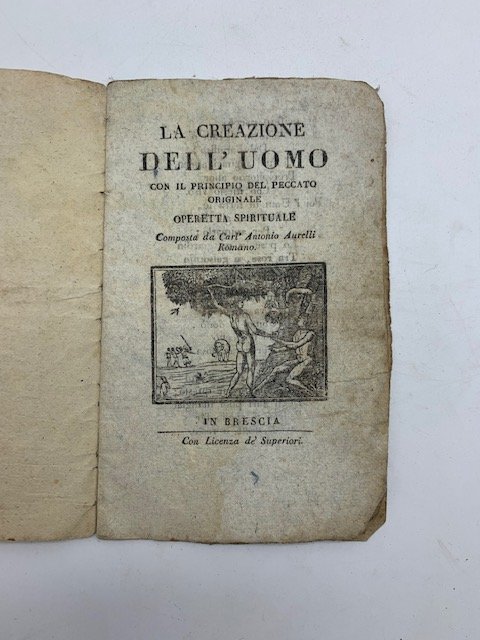 LA CREAZIONE
DELL' UOMO
CON IL PRINCIPIO DEL PECCATO
ORIGINALE
OPERETTA SPIRITUALE
Composta da Carl' Antonio Aurelli
Romano.
IN BRESCIA
Con Licenza de' Superiori.